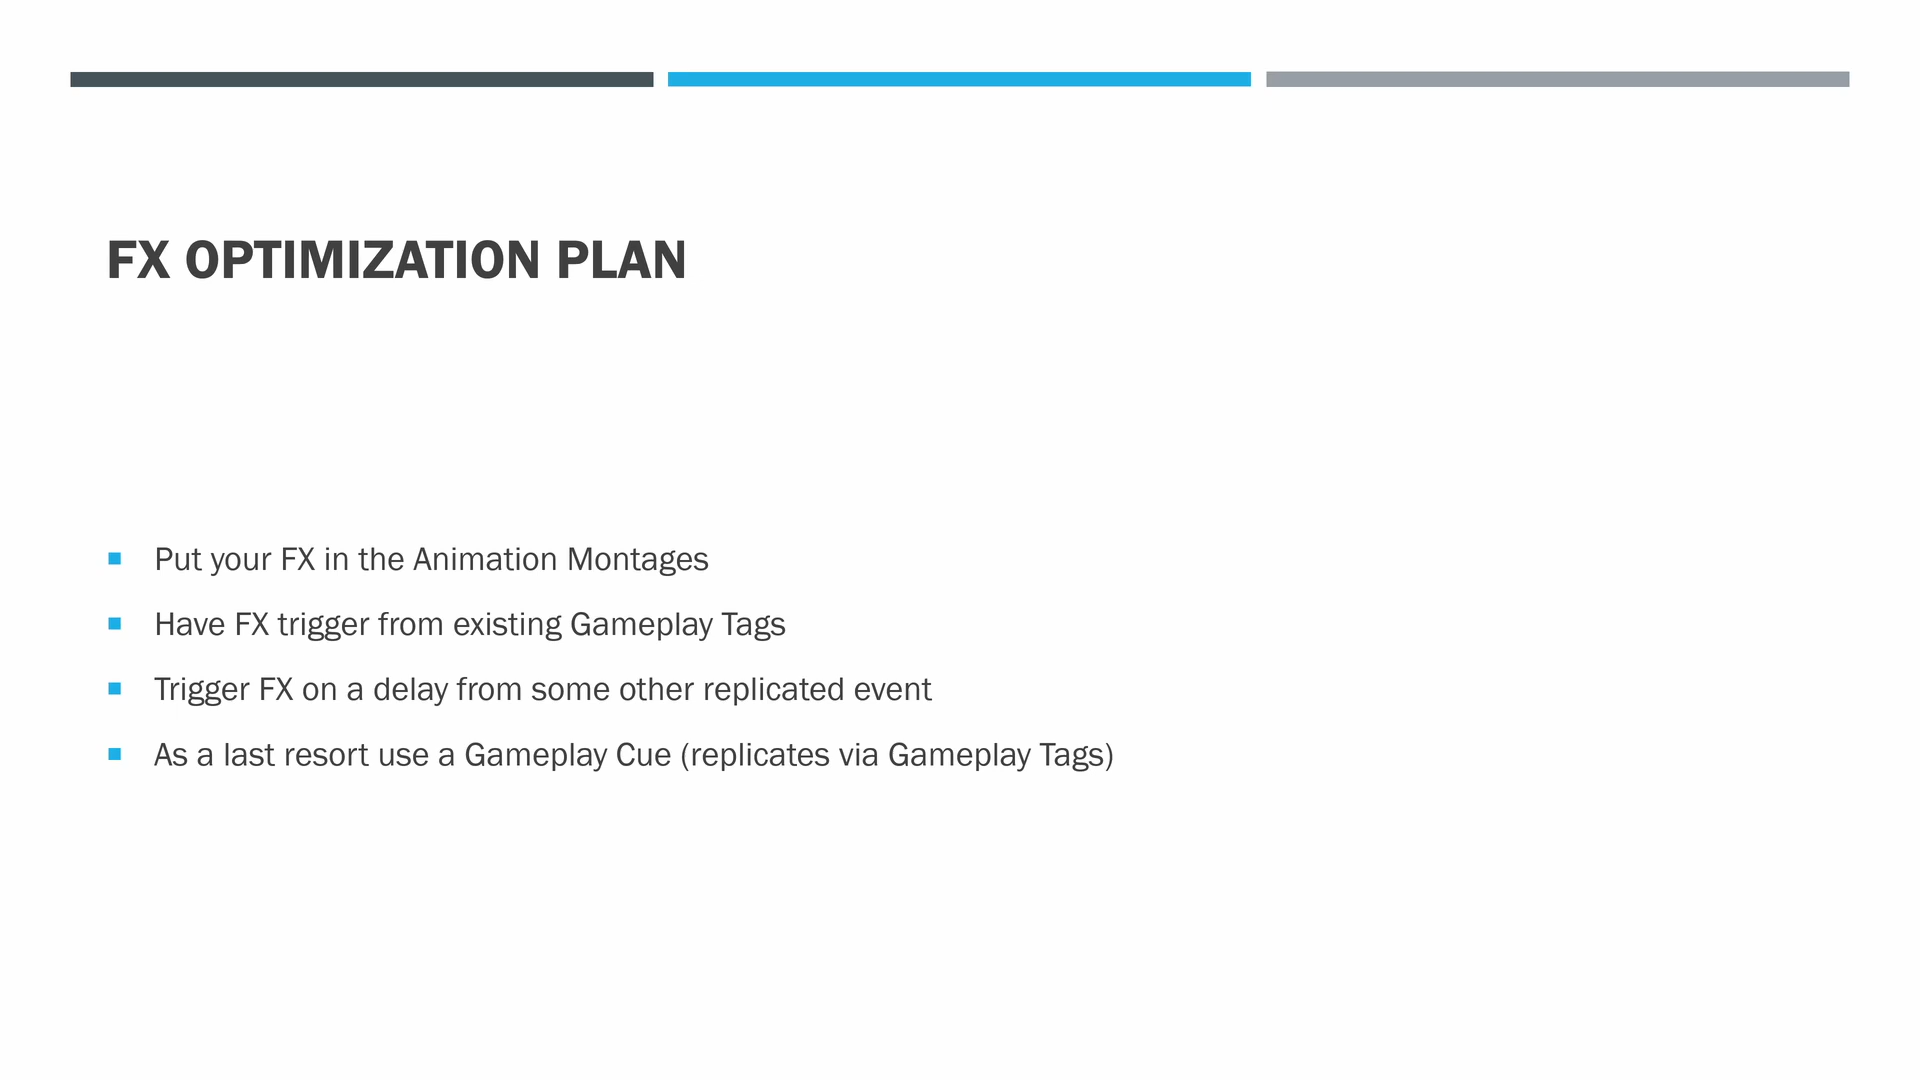 FX OPTIMIZATION PLAN
Put your FX in the Animation Montages
Have FX trigger from existing Gameplay Tags
Trigger FX on a delay from some other replicated event
As a last resort use a Gameplay Cue (replicates via Gameplay Tags)